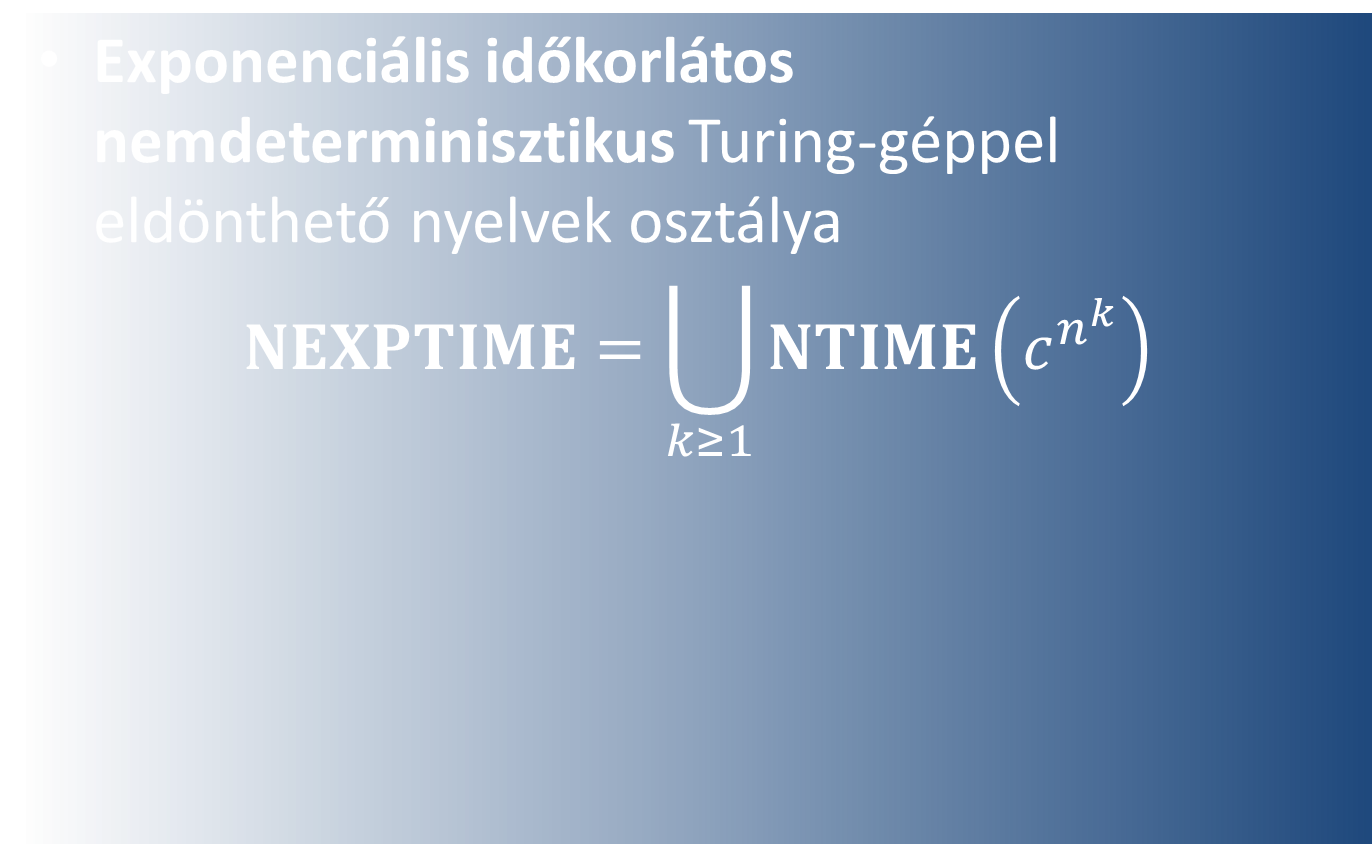 • Exponenciális időkorlátos
nemdeterminisztikus Turing-géppel
eldönthető nyelvek osztálya
NEXPTIME = ⋃ NTIME (c^{n^k})
k≥1